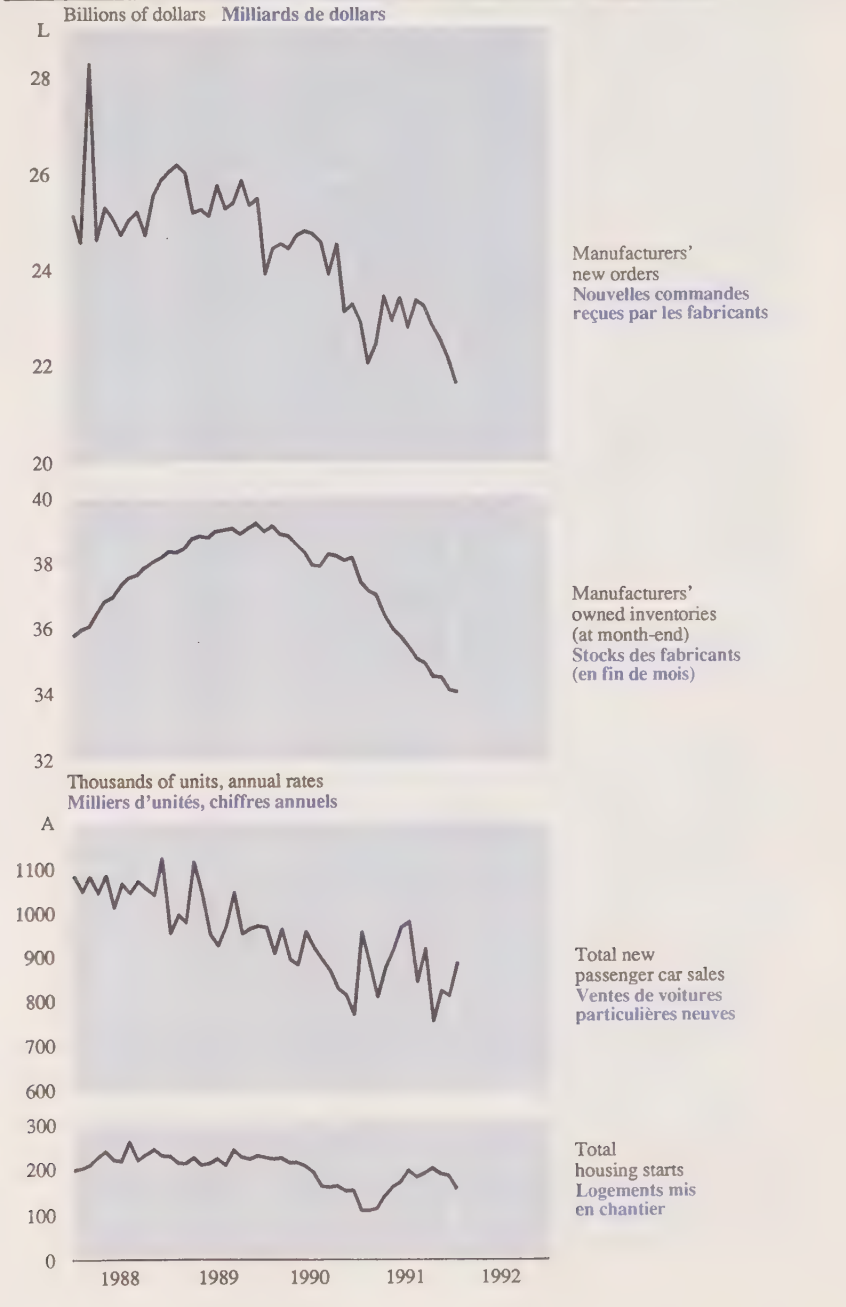 Billions of dollars Milliards de dollars
L
28
26
24
22
20
Manufacturers'
new orders
Nouvelles commandes
reçues par les fabricants
40
38
36
34
32
Manufacturers'
owned inventories
(at month-end)
Stocks des fabricants
(en fin de mois)
Thousands of units, annual rates
Milliers d'unités, chiffres annuels
A
1100
1000
900
800
700
600
Total new
passenger car sales
Ventes de voitures
particulières neuves
300
200
100
0
Total
housing starts
Logements mis
en chantier
1988 1989 1990 1991 1992